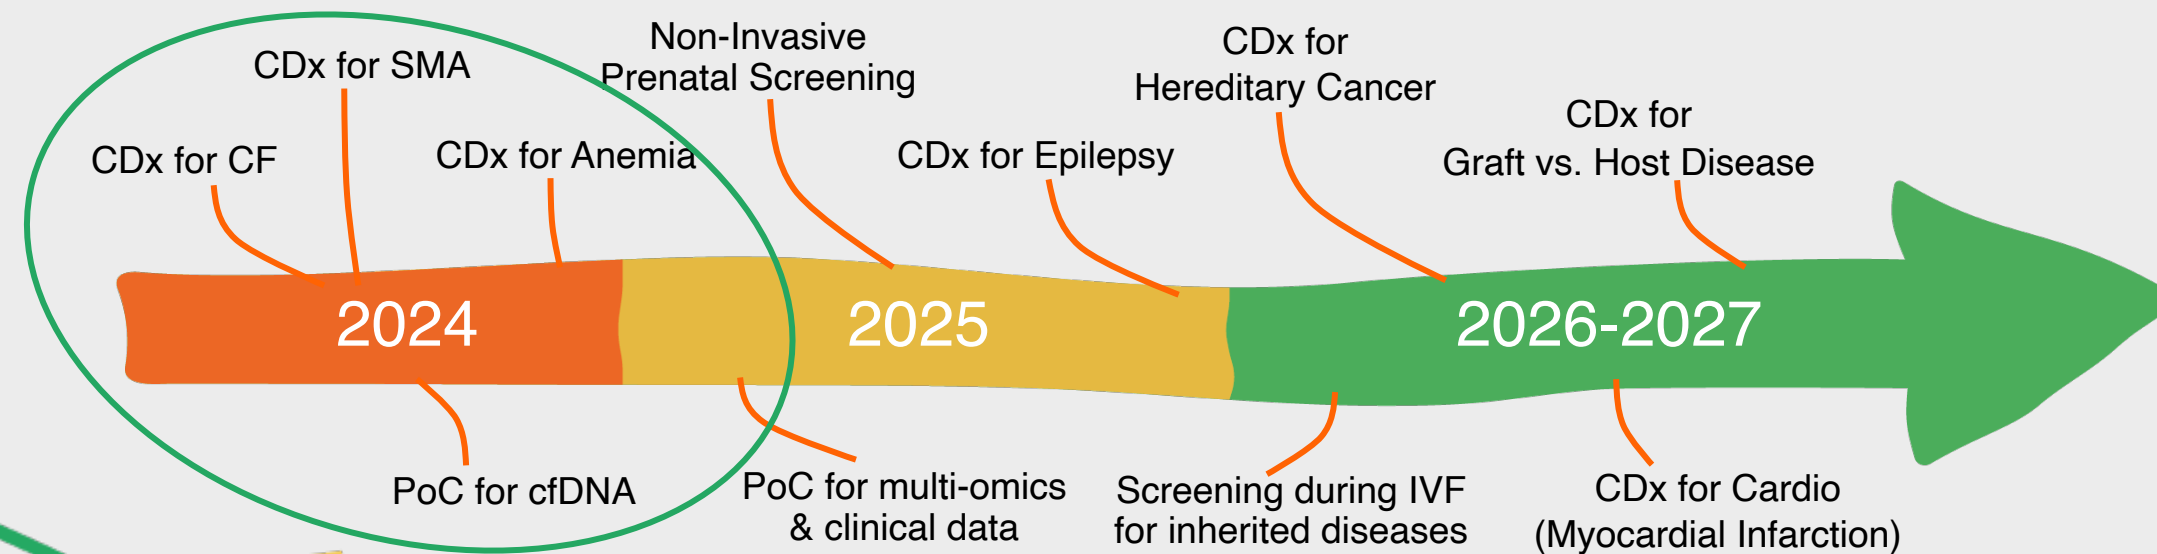 CDx for SMA
CDx for CF
CDx for Anemia
Non-Invasive
Prenatal Screening
CDx for Epilepsy
CDx for
Hereditary Cancer
CDx for
Graft vs. Host Disease
2024
2025
2026-2027
PoC for cfDNA
PoC for multi-omics
& clinical data
Screening during IVF
for inherited diseases
CDx for Cardio
(Myocardial Infarction)